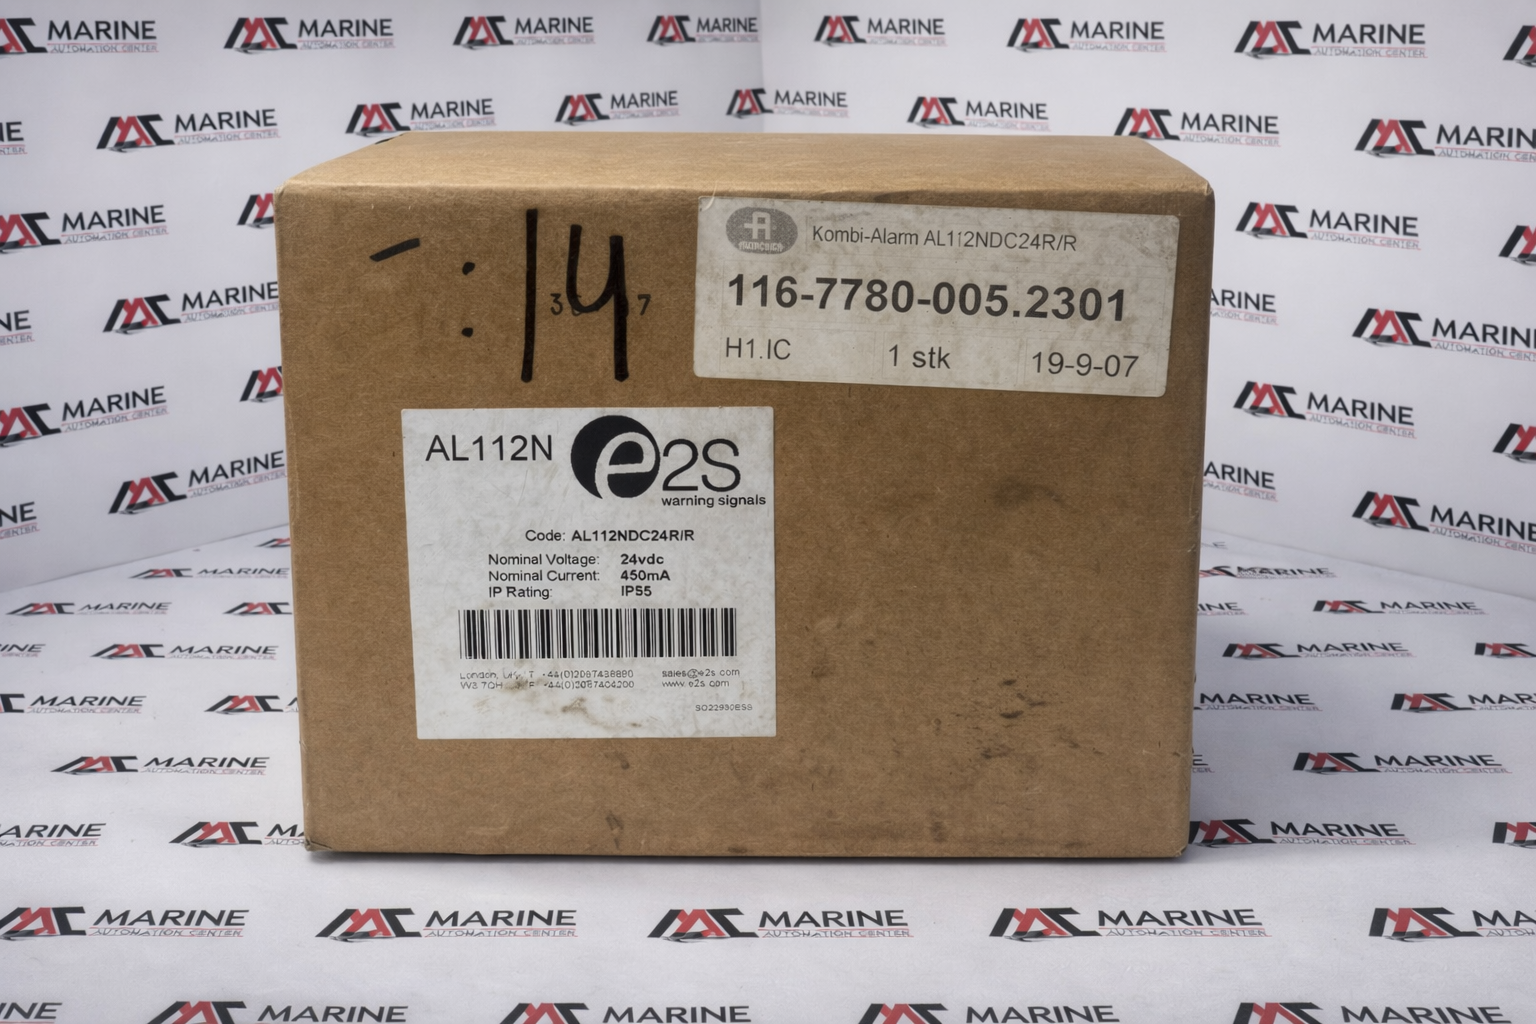 MARINE
AUTOMATION CENTER
: 14
AUTRONICA
Kombi-Alarm AL112NDC24R/R
116-7780-005.2301
H1.IC
1 stk
19-9-07
AL112N
e2S
warning signals
Code: AL112NDC24R/R
Nominal Voltage: 24vdc
Nominal Current: 450mA
IP Rating:
London,
sales@e2s.com
www.e2s.com